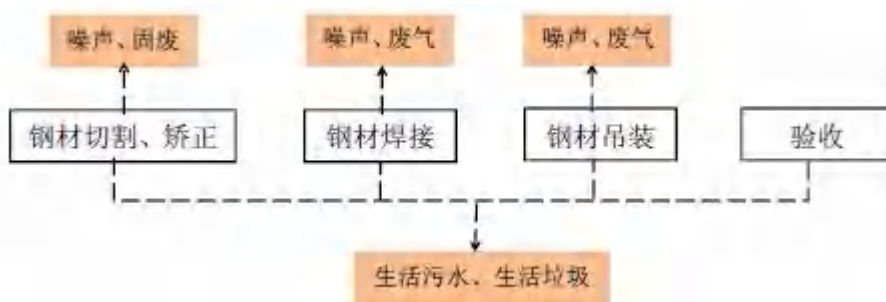 噪声、固废
噪声、废气
噪声、废气
钢材切割、矫正
钢材焊接
钢材吊装
验收
生活污水、生活垃圾